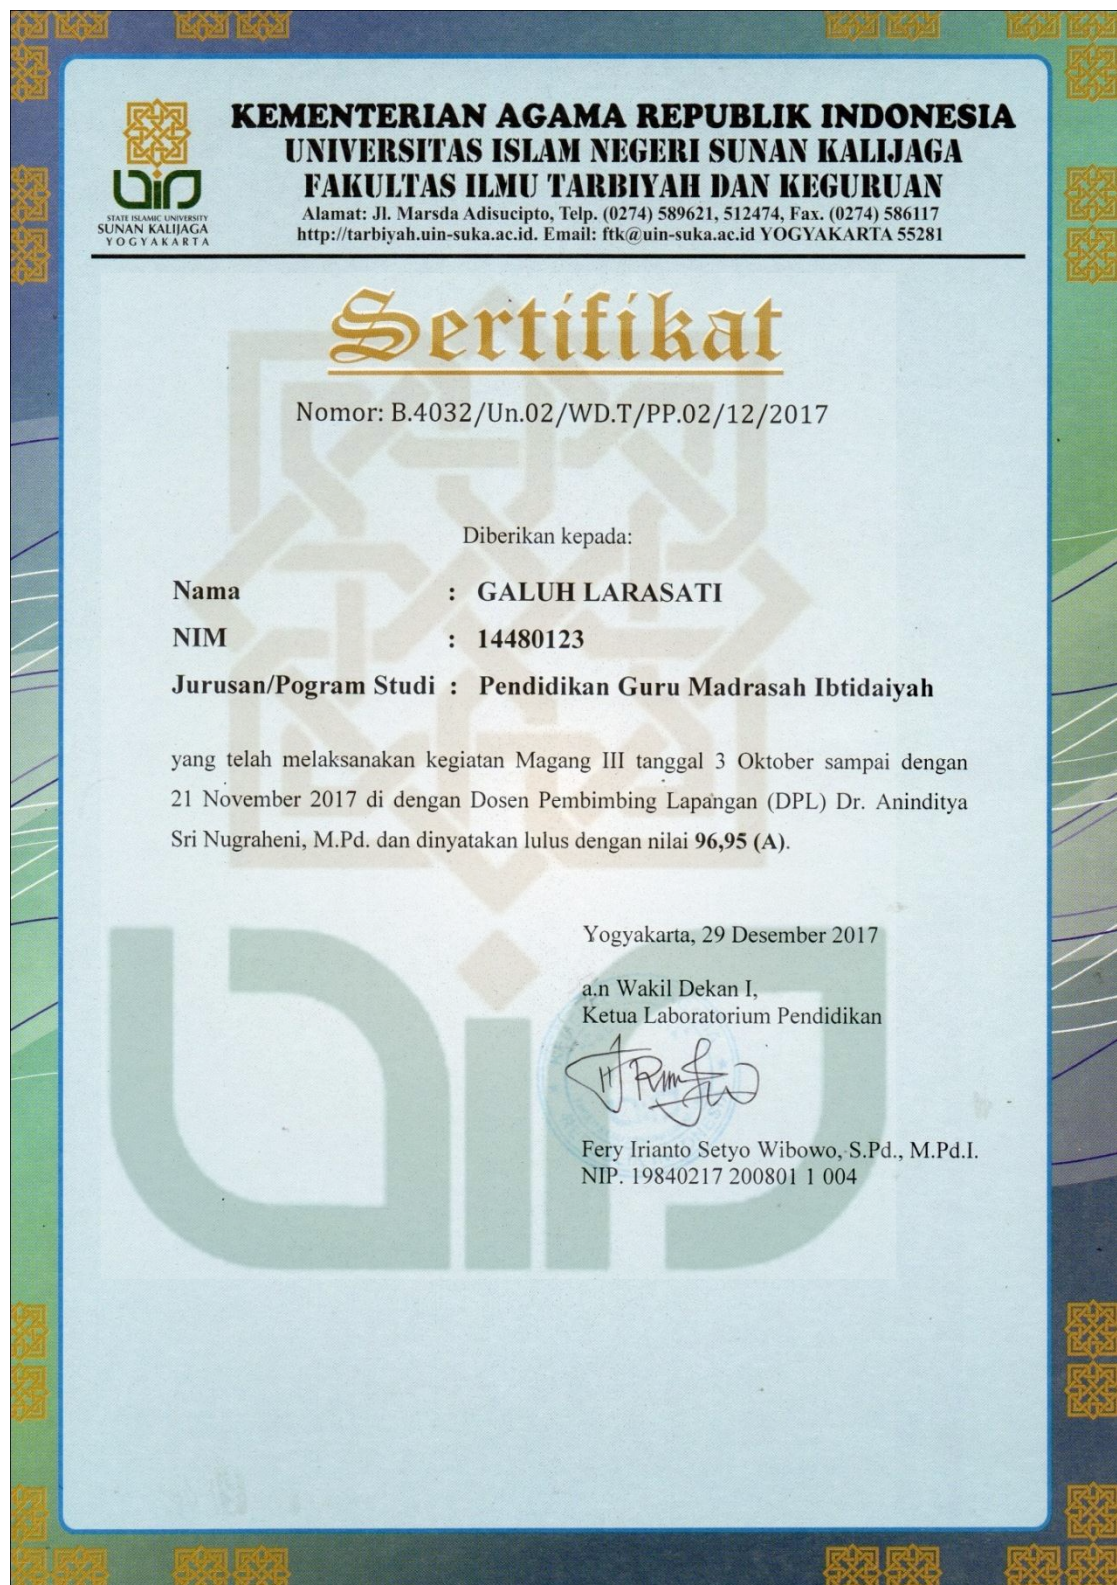 KEMENTERIAN AGAMA REPUBLIK INDONESIA
UNIVERSITAS ISLAM NEGERI SUNAN KALIJAGA
FAKULTAS ILMU TARBIYAH DAN KEGURUAN
Alamat: Jl. Marsda Adisucipto, Telp. (0274) 589621, 512474, Fax. (0274) 586117
http://tarbiyah.uin-suka.ac.id. Email: ftk@uin-suka.ac.id YOGYAKARTA 55281
uin
STATE ISLAMIC UNIVERSITY
SUNAN KALIJAGA
YOGYAKARTA
Sertifikat
Nomor: B.4032/Un.02/WD.T/PP.02/12/2017
Diberikan kepada:
Nama : GALUH LARASATI
NIM : 14480123
Jurusan/Pogram Studi : Pendidikan Guru Madrasah Ibtidaiyah
yang telah melaksanakan kegiatan Magang III tanggal 3 Oktober sampai dengan
21 November 2017 di dengan Dosen Pembimbing Lapangan (DPL) Dr. Aninditya
Sri Nugraheni, M.Pd. dan dinyatakan lulus dengan nilai 96,95 (A).
Yogyakarta, 29 Desember 2017
a.n Wakil Dekan I,
Ketua Laboratorium Pendidikan
Fery Irianto Setyo Wibowo, S.Pd., M.Pd.I.
NIP. 19840217 200801 1 004
uin